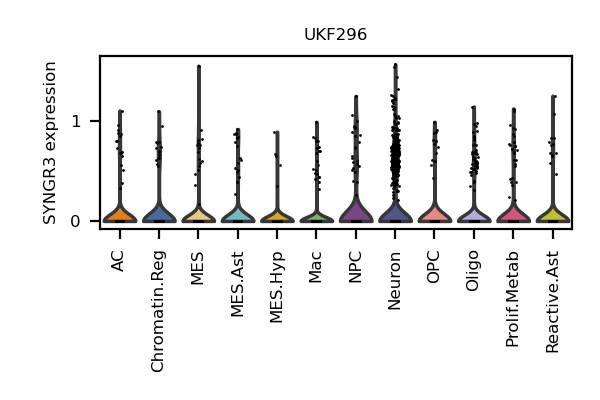 UKF296
SYNGR3 expression
1
0
AC
Chromatin.Reg
MES
MES.Ast
MES.Hyp
Mac
NPC
Neuron
OPC
Oligo
Prolif.Metab
Reactive.Ast